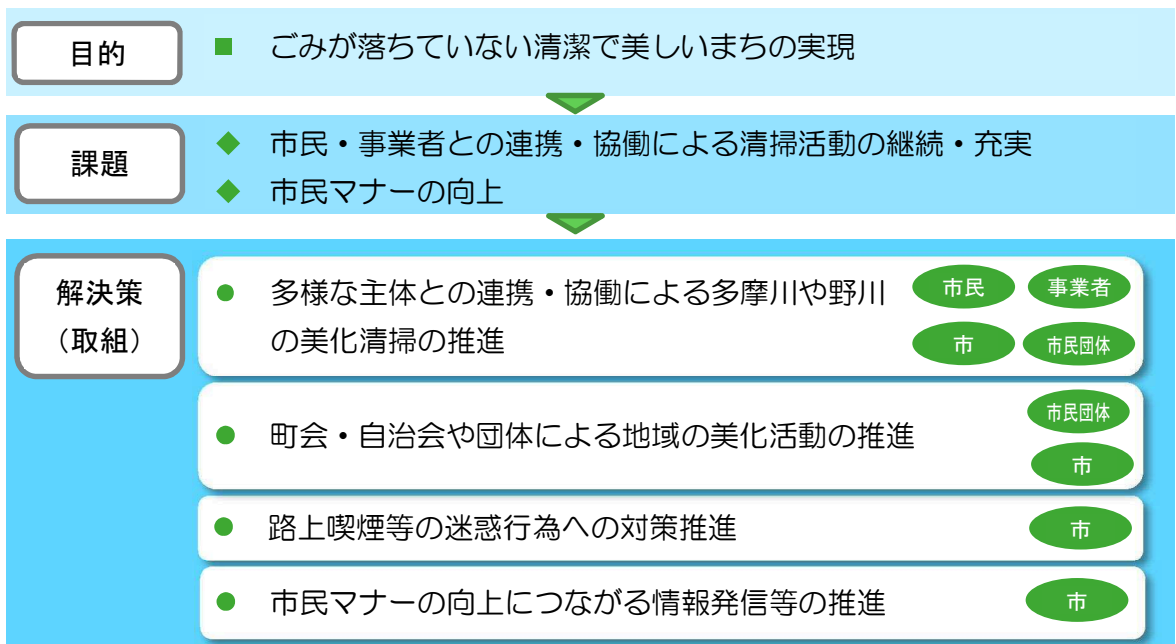 目的
■ ごみが落ちていない清潔で美しいまちの実現
課題
◆ 市民・事業者との連携・協働による清掃活動の継続・充実
◆ 市民マナーの向上
解決策
（取組）
● 多様な主体との連携・協働による多摩川や野川
の美化清掃の推進
市民 事業者
市 市民団体
● 町会・自治会や団体による地域の美化活動の推進
市民団体
市
● 路上喫煙等の迷惑行為への対策推進
市
● 市民マナーの向上につながる情報発信等の推進
市